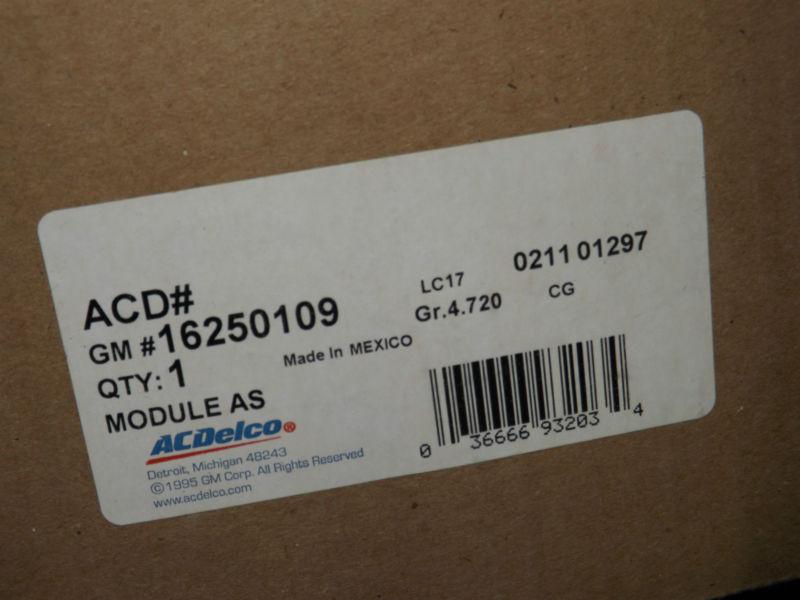 ACD#
GM #16250109
QTY: 1
MODULE AS
Made In MEXICO
LC17
Gr.4.720
0211 01297
CG
ACDelco®
Detroit, Michigan 48243
©1995 GM Corp. All Rights Reserved
www.acdelco.com
0 36666 93203 4